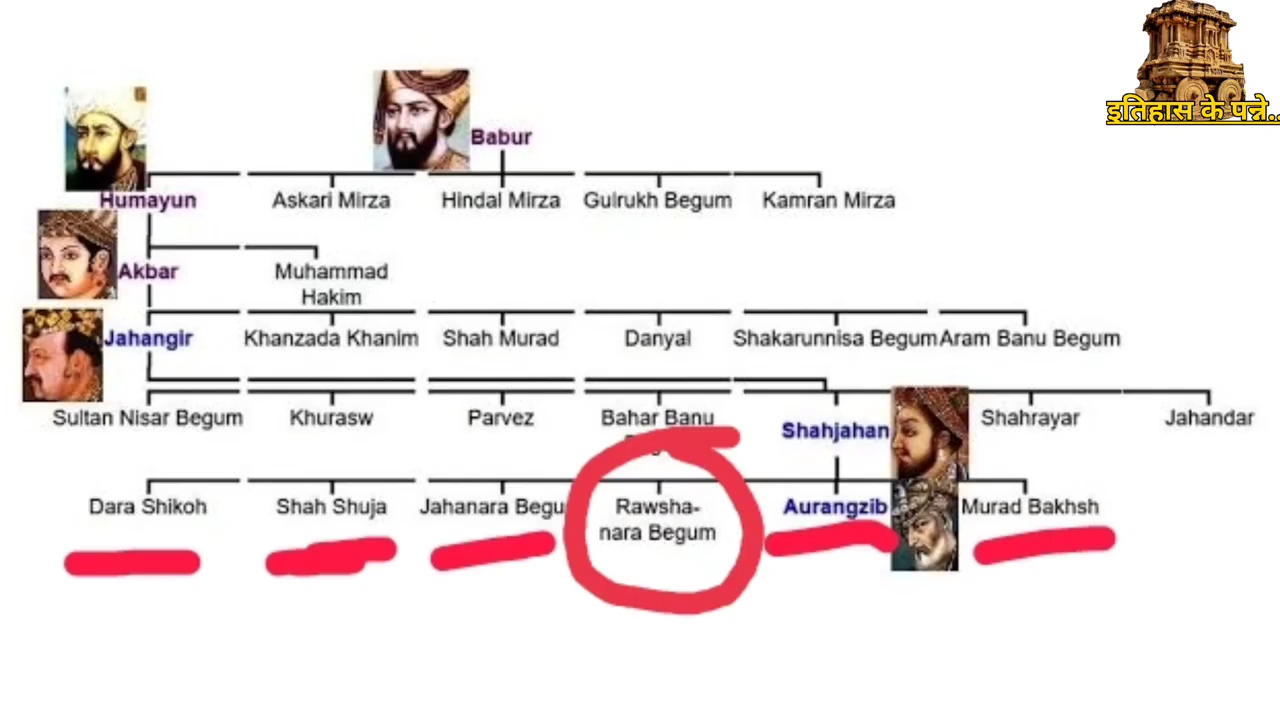 इतिहास के पन्ने..
Babur
Humayun Askari Mirza Hindal Mirza Gulrukh Begum Kamran Mirza
Akbar Muhammad
Hakim
Jahangir Khanzada Khanim Shah Murad Danyal Shakarunnisa Begum Aram Banu Begum
Sultan Nisar Begum Khurasw Parvez Bahar Banu Shahjahan Shahrayar Jahandar
Dara Shikoh Shah Shuja Jahanara Begu Rawsha- Aurangzib Murad Bakhsh
nara Begum